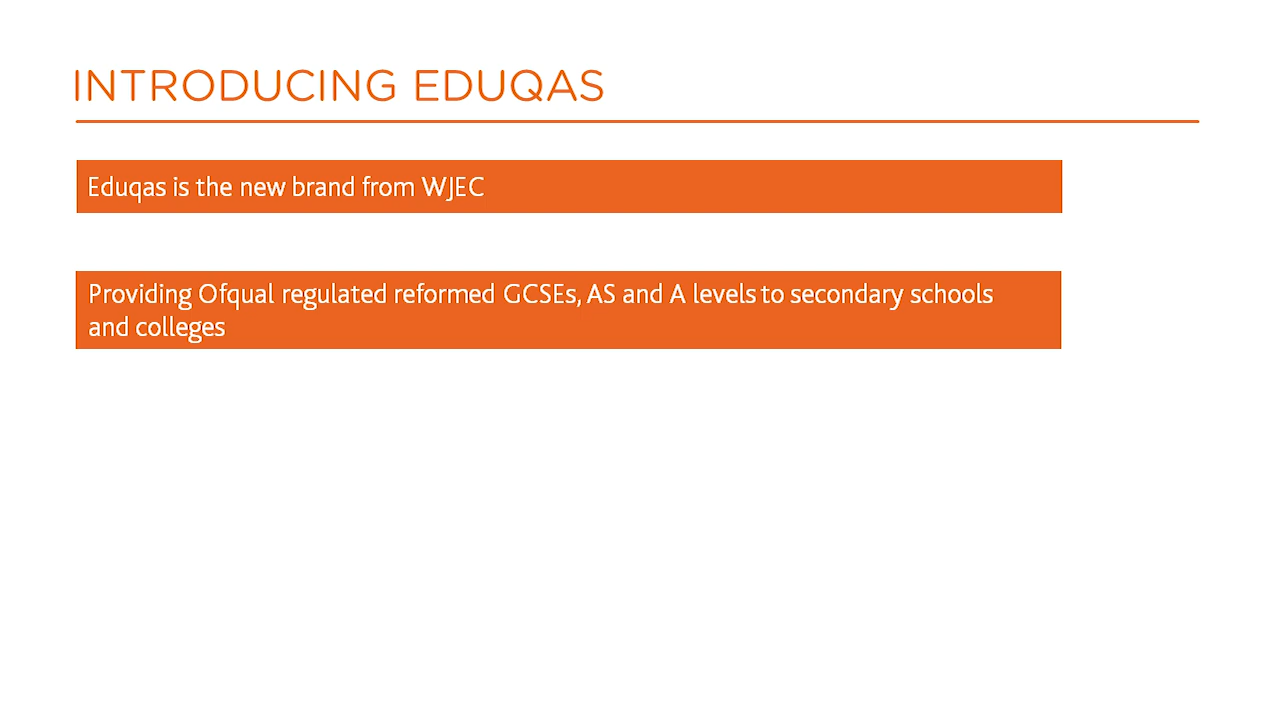 INTRODUCING EDUQAS
Eduqas is the new brand from WJEC
Providing Ofqual regulated reformed GCSEs, AS and A levels to secondary schools
and colleges